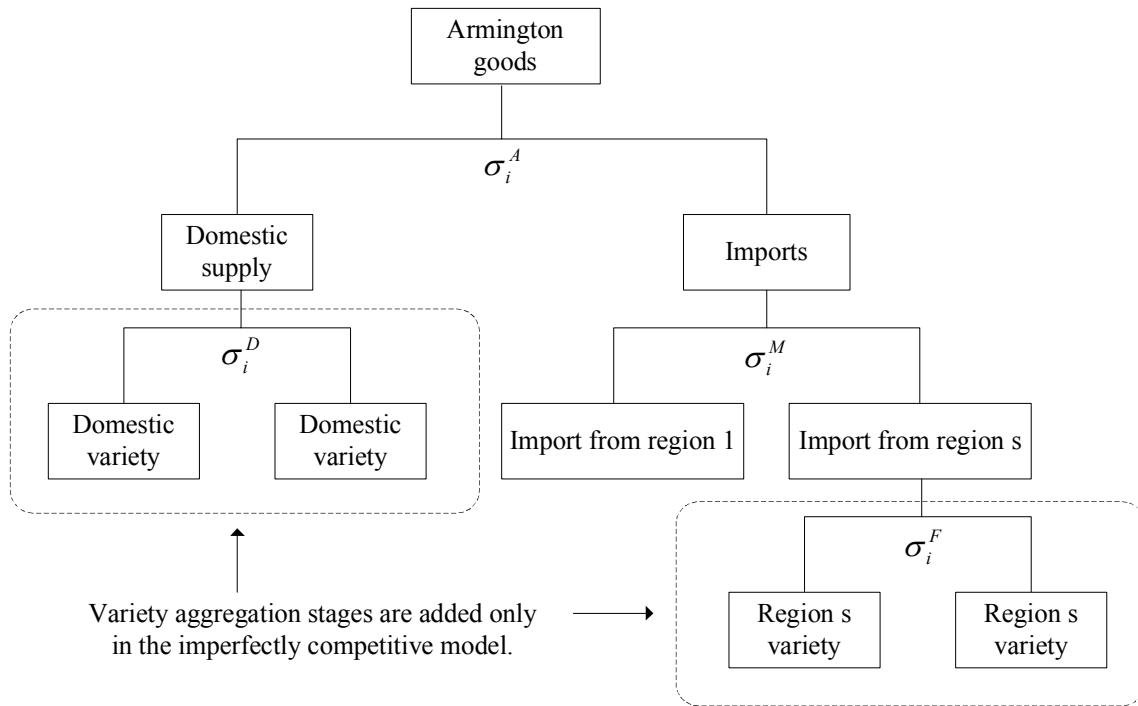 Armington
goods
σ_i^A
Domestic
supply
Imports
σ_i^D
σ_i^M
Domestic
variety
Domestic
variety
Import from region 1
Import from region s
σ_i^F
Variety aggregation stages are added only
in the imperfectly competitive model.
Region s
variety
Region s
variety